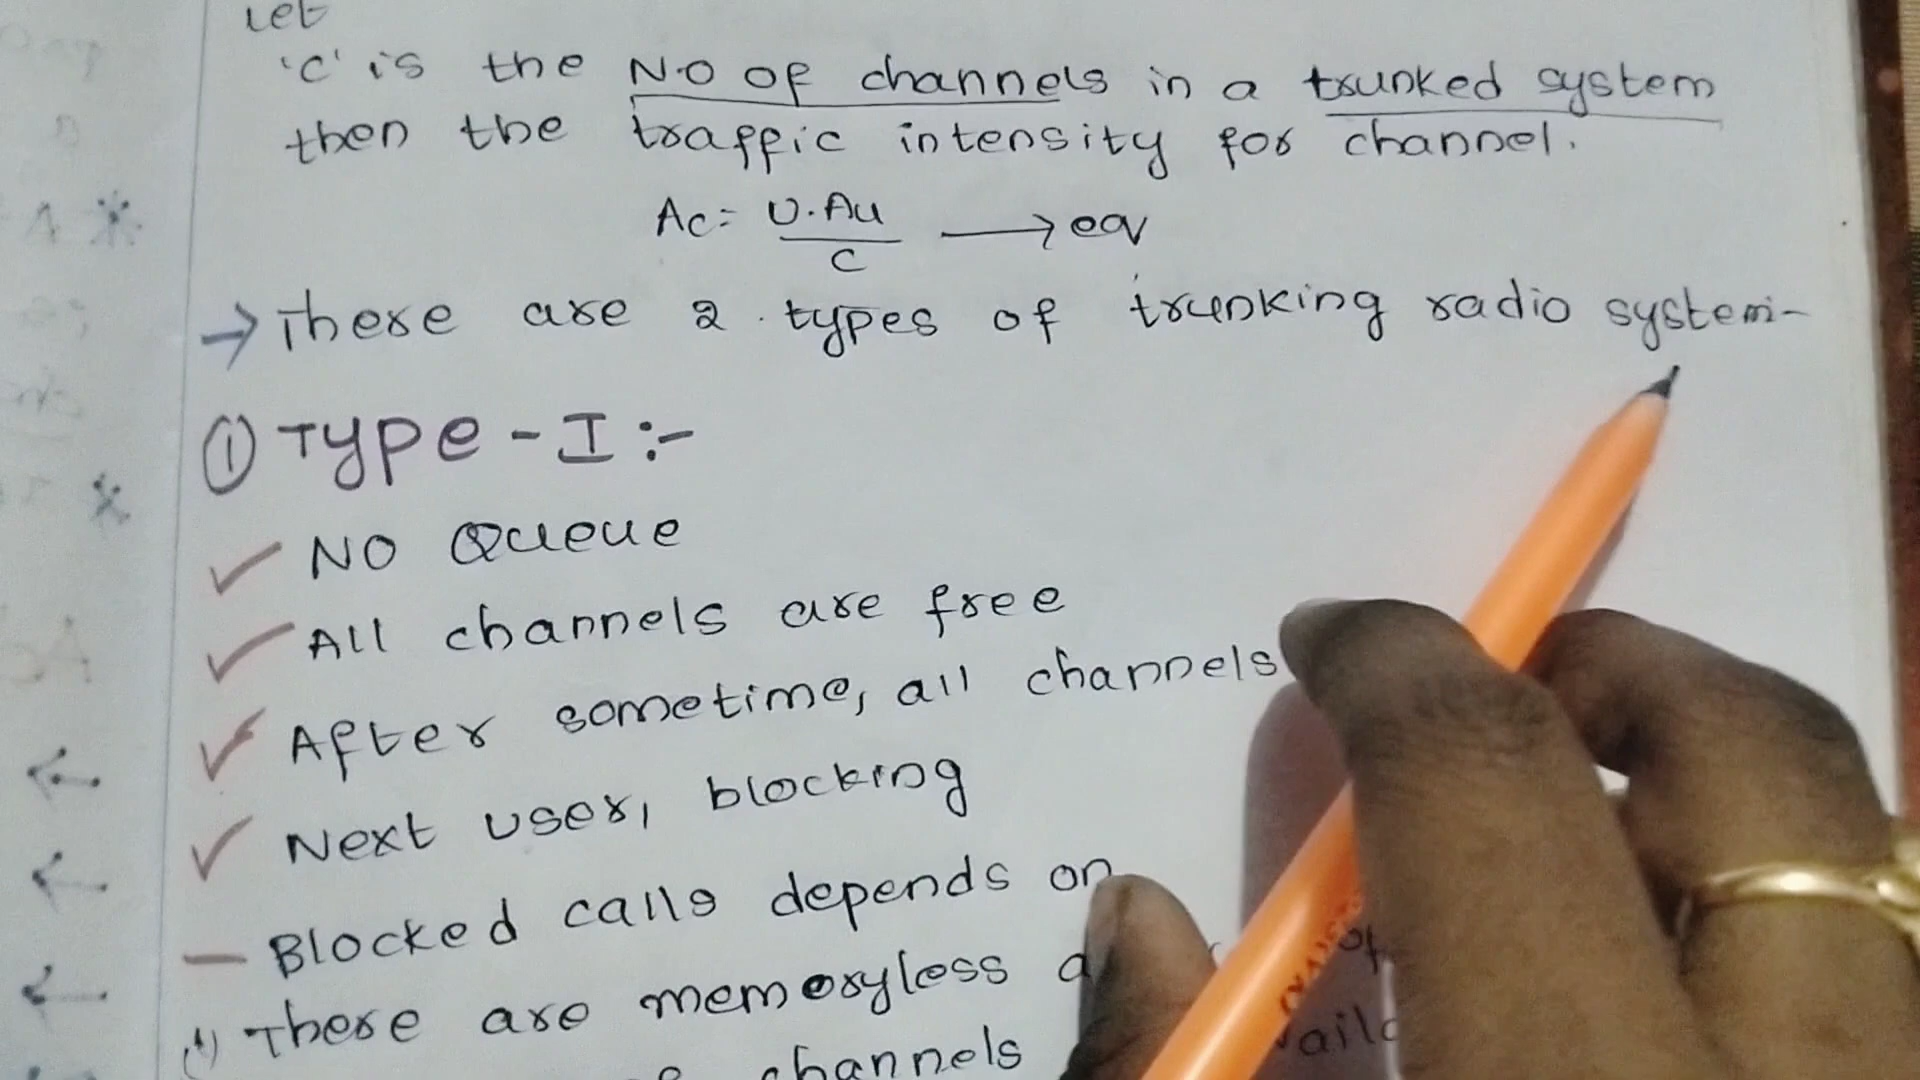 Let
'C' is the NO OF channels in a trunked system
then the traffic intensity for channel.
Ac = U.Au / C → eqv
→ There are 2 types of trunking radio system-
① Type - I :-
✓ NO Queue
✓ All channels are free
✓ After sometime, all channels
✓ Next user, blocking
— Blocked calls depends on
There are memoryless
channels